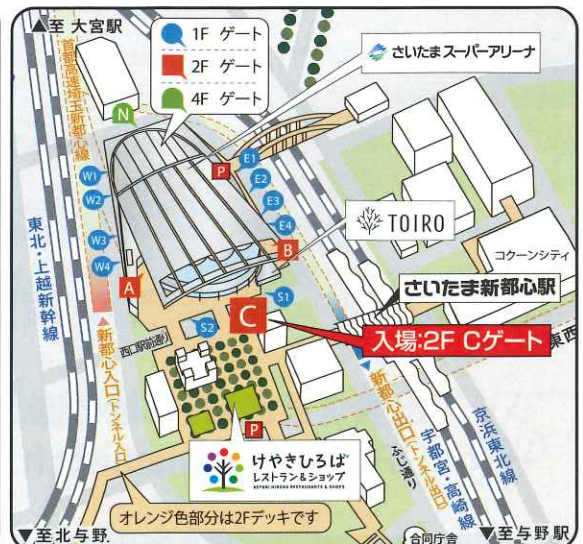 ▲至 大宮駅
1F ゲート
2F ゲート
4F ゲート
さいたまスーパーアリーナ
首都高速埼玉新都心線
N
P
E1
E2
E3
E4
W1
W2
W3
W4
TOIRO
B
A
C
S1
S2
コクーンシティ
さいたま新都心駅
入場:2F Cゲート
東北・上越新幹線
▲新都心入口(トンネル入口)
西口駅前通り
東西
▼新都心出口(トンネル出口)
ふじ通り
宇都宮・高崎線
京浜東北線
P
けやきひろば
レストラン&ショップ
KEYAKI HIROBA RESTAURANTS & SHOPS
オレンジ色部分は2Fデッキです
▼至北与野
合同庁舎
▼至与野駅